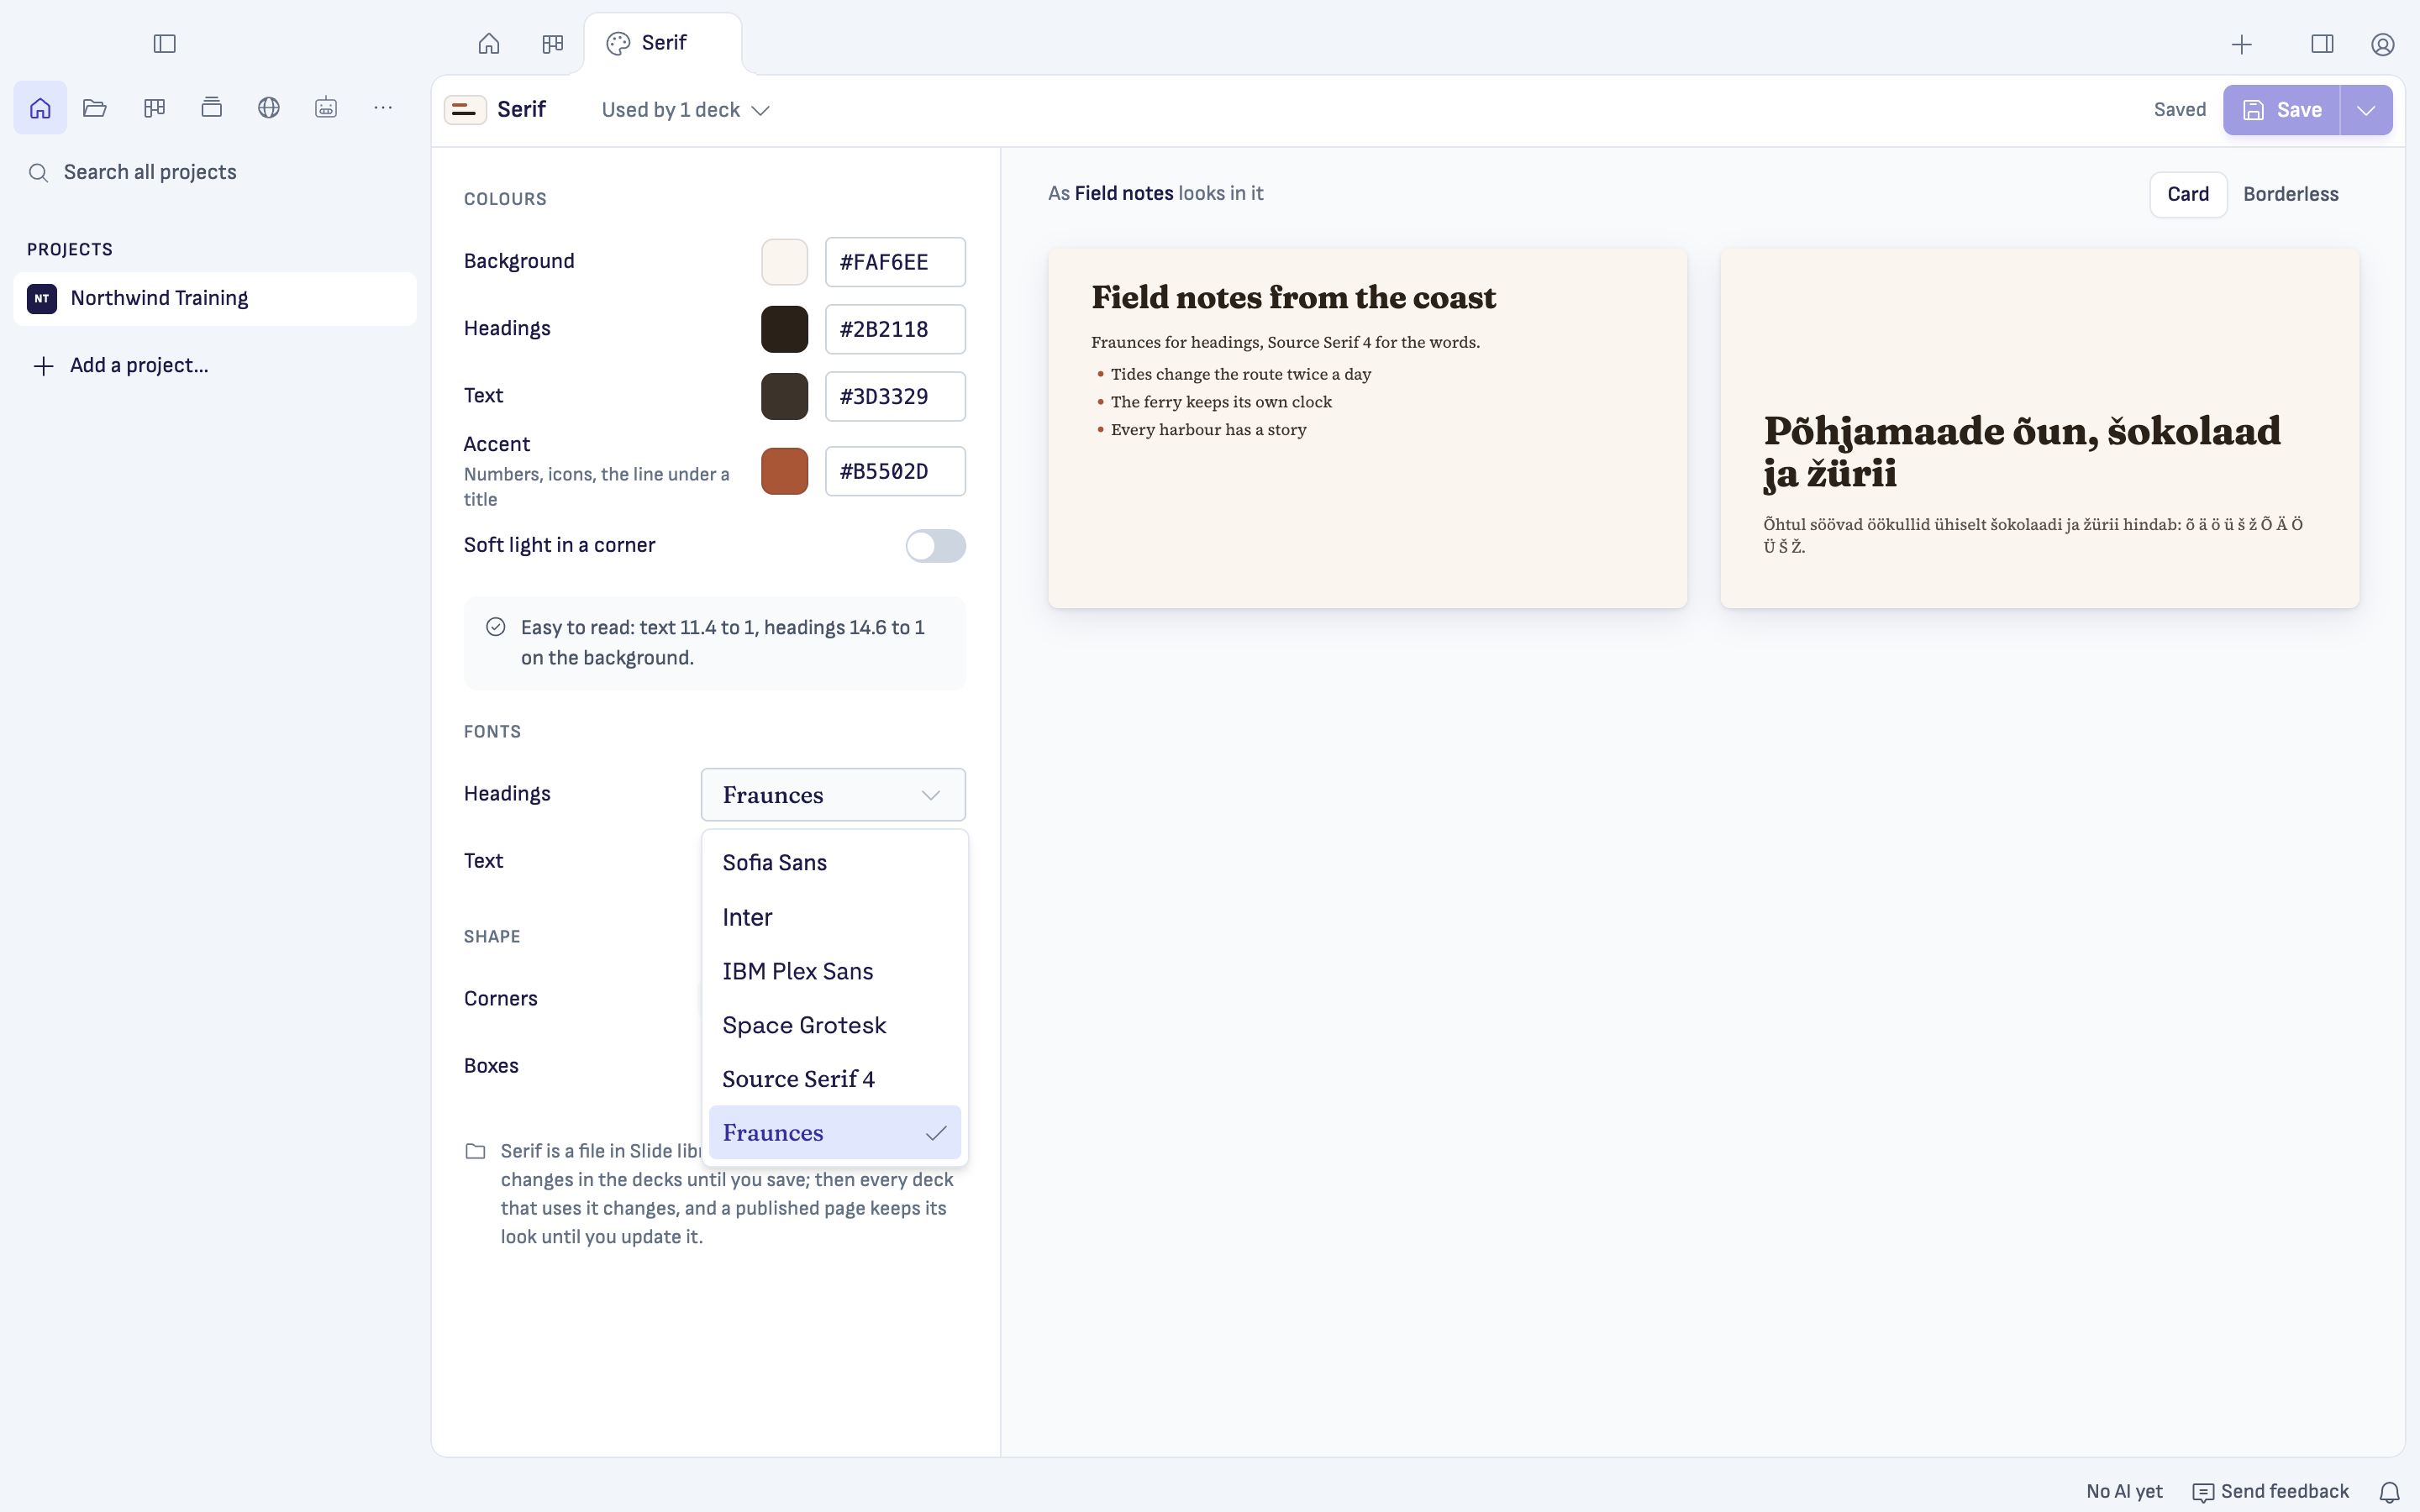 Serif
Serif
Used by 1 deck
Saved
Save
Search all projects
PROJECTS
NT
Northwind Training
Add a project...
COLOURS
Background
#FAF6EE
Headings
#2B2118
Text
#3D3329
Accent
Numbers, icons, the line under a
title
#B5502D
Soft light in a corner
Easy to read: text 11.4 to 1, headings 14.6 to 1
on the background.
FONTS
Headings
Fraunces
Text
Sofia Sans
Inter
IBM Plex Sans
Space Grotesk
Source Serif 4
Fraunces
SHAPE
Corners
Boxes
Serif is a file in Slide
changes in the decks until you save; then every deck
that uses it changes, and a published page keeps its
look until you update it.
As Field notes looks in it
Card
Borderless
Field notes from the coast
Fraunces for headings, Source Serif 4 for the words.
• Tides change the route twice a day
• The ferry keeps its own clock
• Every harbour has a story
Põhjamaade õun, šokolaad
ja žürii
Õhtul söövad öökullid ühiselt šokolaadi ja žürii hindab: õ ä ö ü š ž Õ Ä Ö
Ü Š Ž.
No AI yet
Send feedback